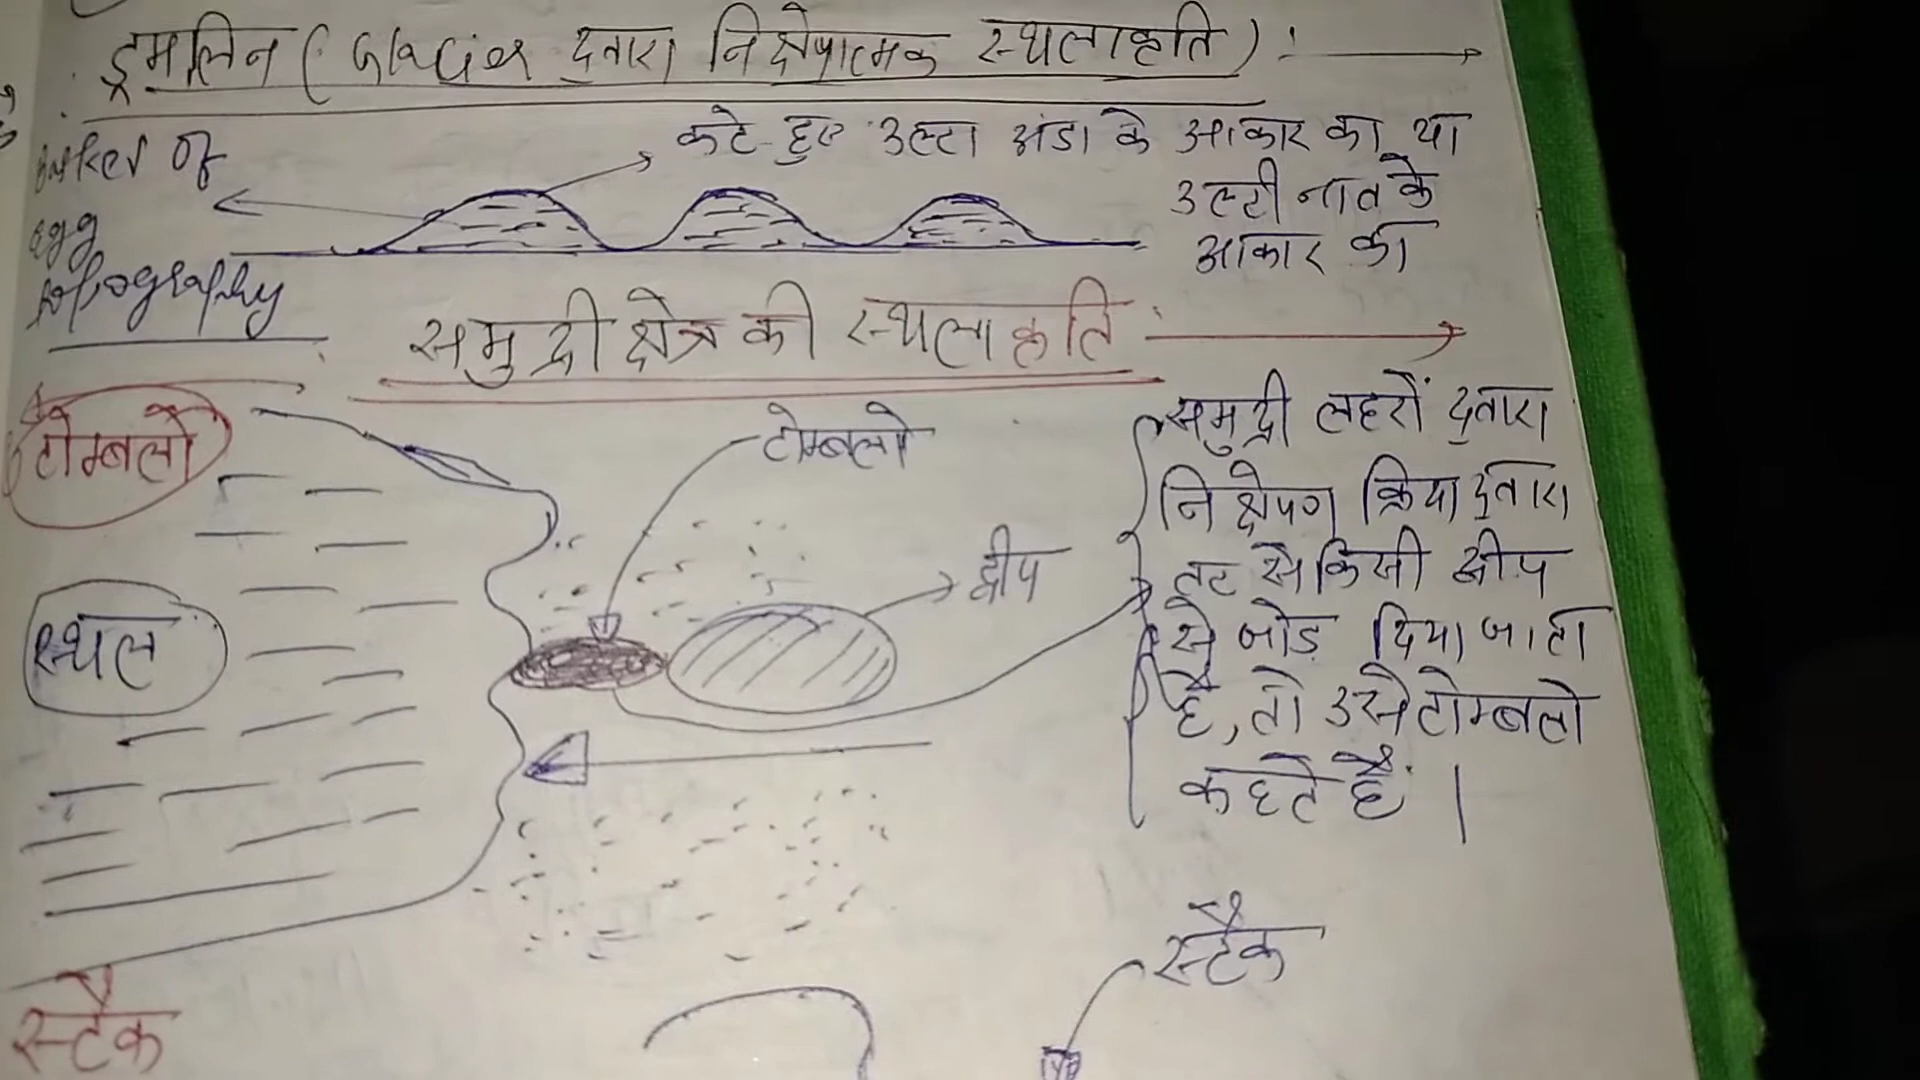 ड्रमलिन ( Glacier द्वारा निक्षेपात्मक स्थलाकृति ) :
कटे हुए उल्टा अंडा के आकार का या
उल्टी नाव के
आकार का
Basket of
egg
topography
समुद्री क्षेत्र की स्थलाकृति :
टोम्बलो
टोम्बलो
द्वीप
स्थल
समुद्री लहरों द्वारा
निक्षेपण क्रिया द्वारा
तट से किसी द्वीप
से जोड़ दिया जाता
है, तो उसे टोम्बलो
कहते हैं ।
स्टैक
स्टैक